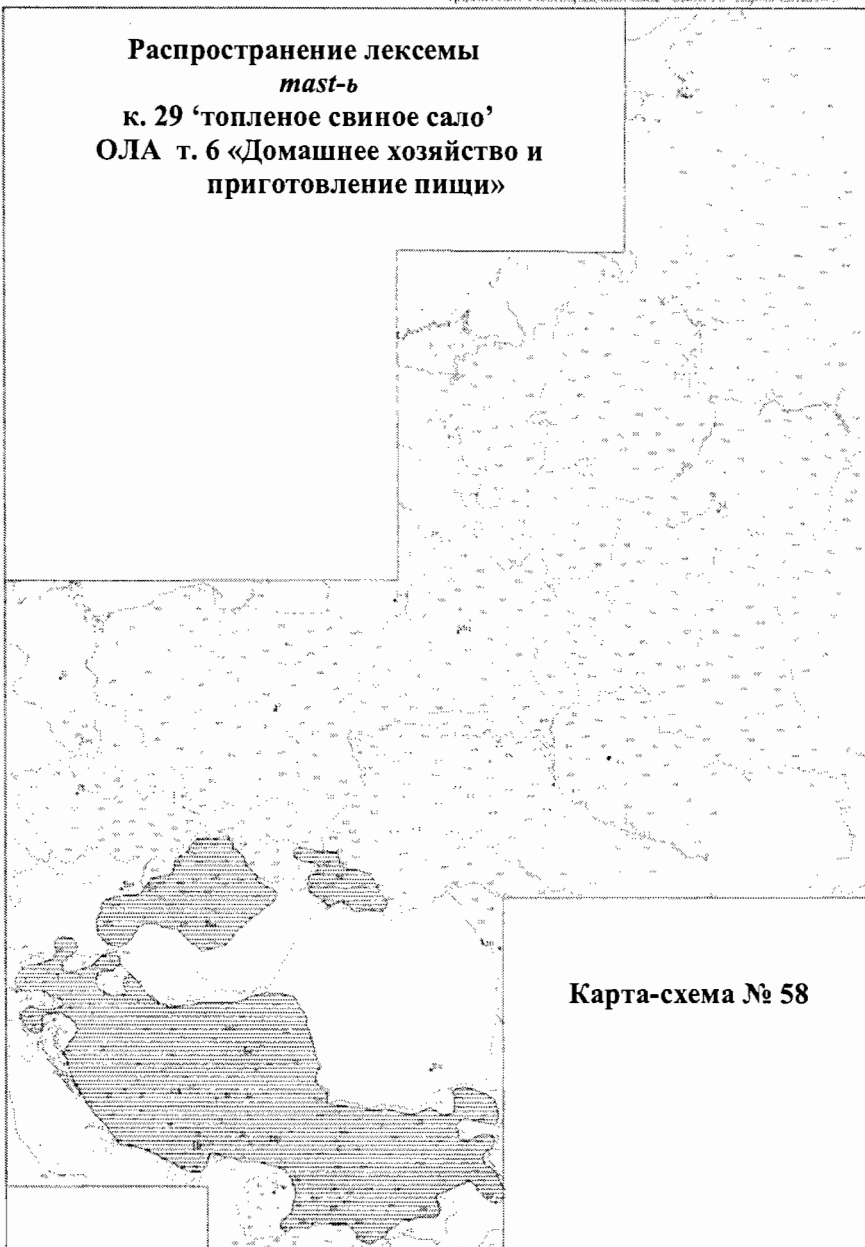 Распространение лексемы
mast-ь
к. 29 ‘топленое свиное сало’
ОЛА т. 6 «Домашнее хозяйство и
приготовление пищи»
Карта-схема № 58